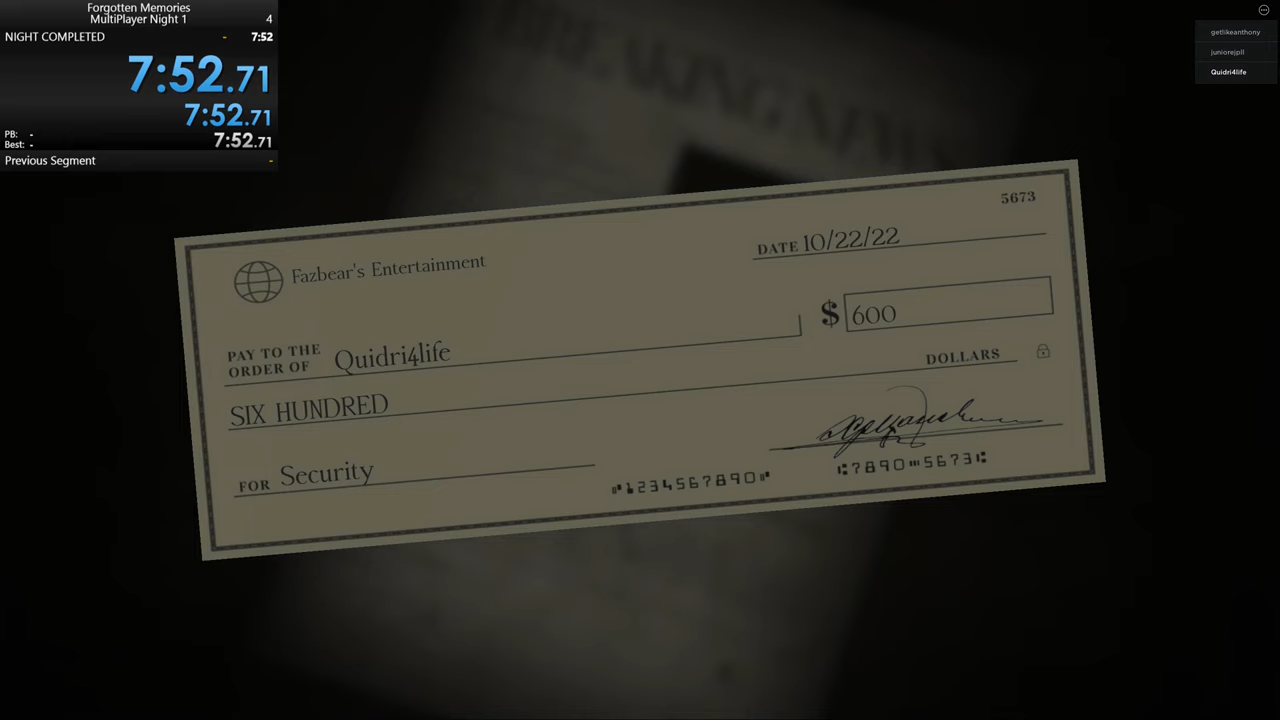 Forgotten Memories
MultiPlayer Night 1
4
NIGHT COMPLETED - 7:52
7:52.71
7:52.71
PB: -
Best: -
7:52.71
Previous Segment -
getlikeanthony
juniorejpll
Quidri4life
BREAKING NEWS
5673
Fazbear's Entertainment
DATE 10/22/22
$ 600
PAY TO THE
ORDER OF Quidri4life
DOLLARS
SIX HUNDRED
FOR Security
⑈1234567890⑈ ⑆7890⑉5673⑆